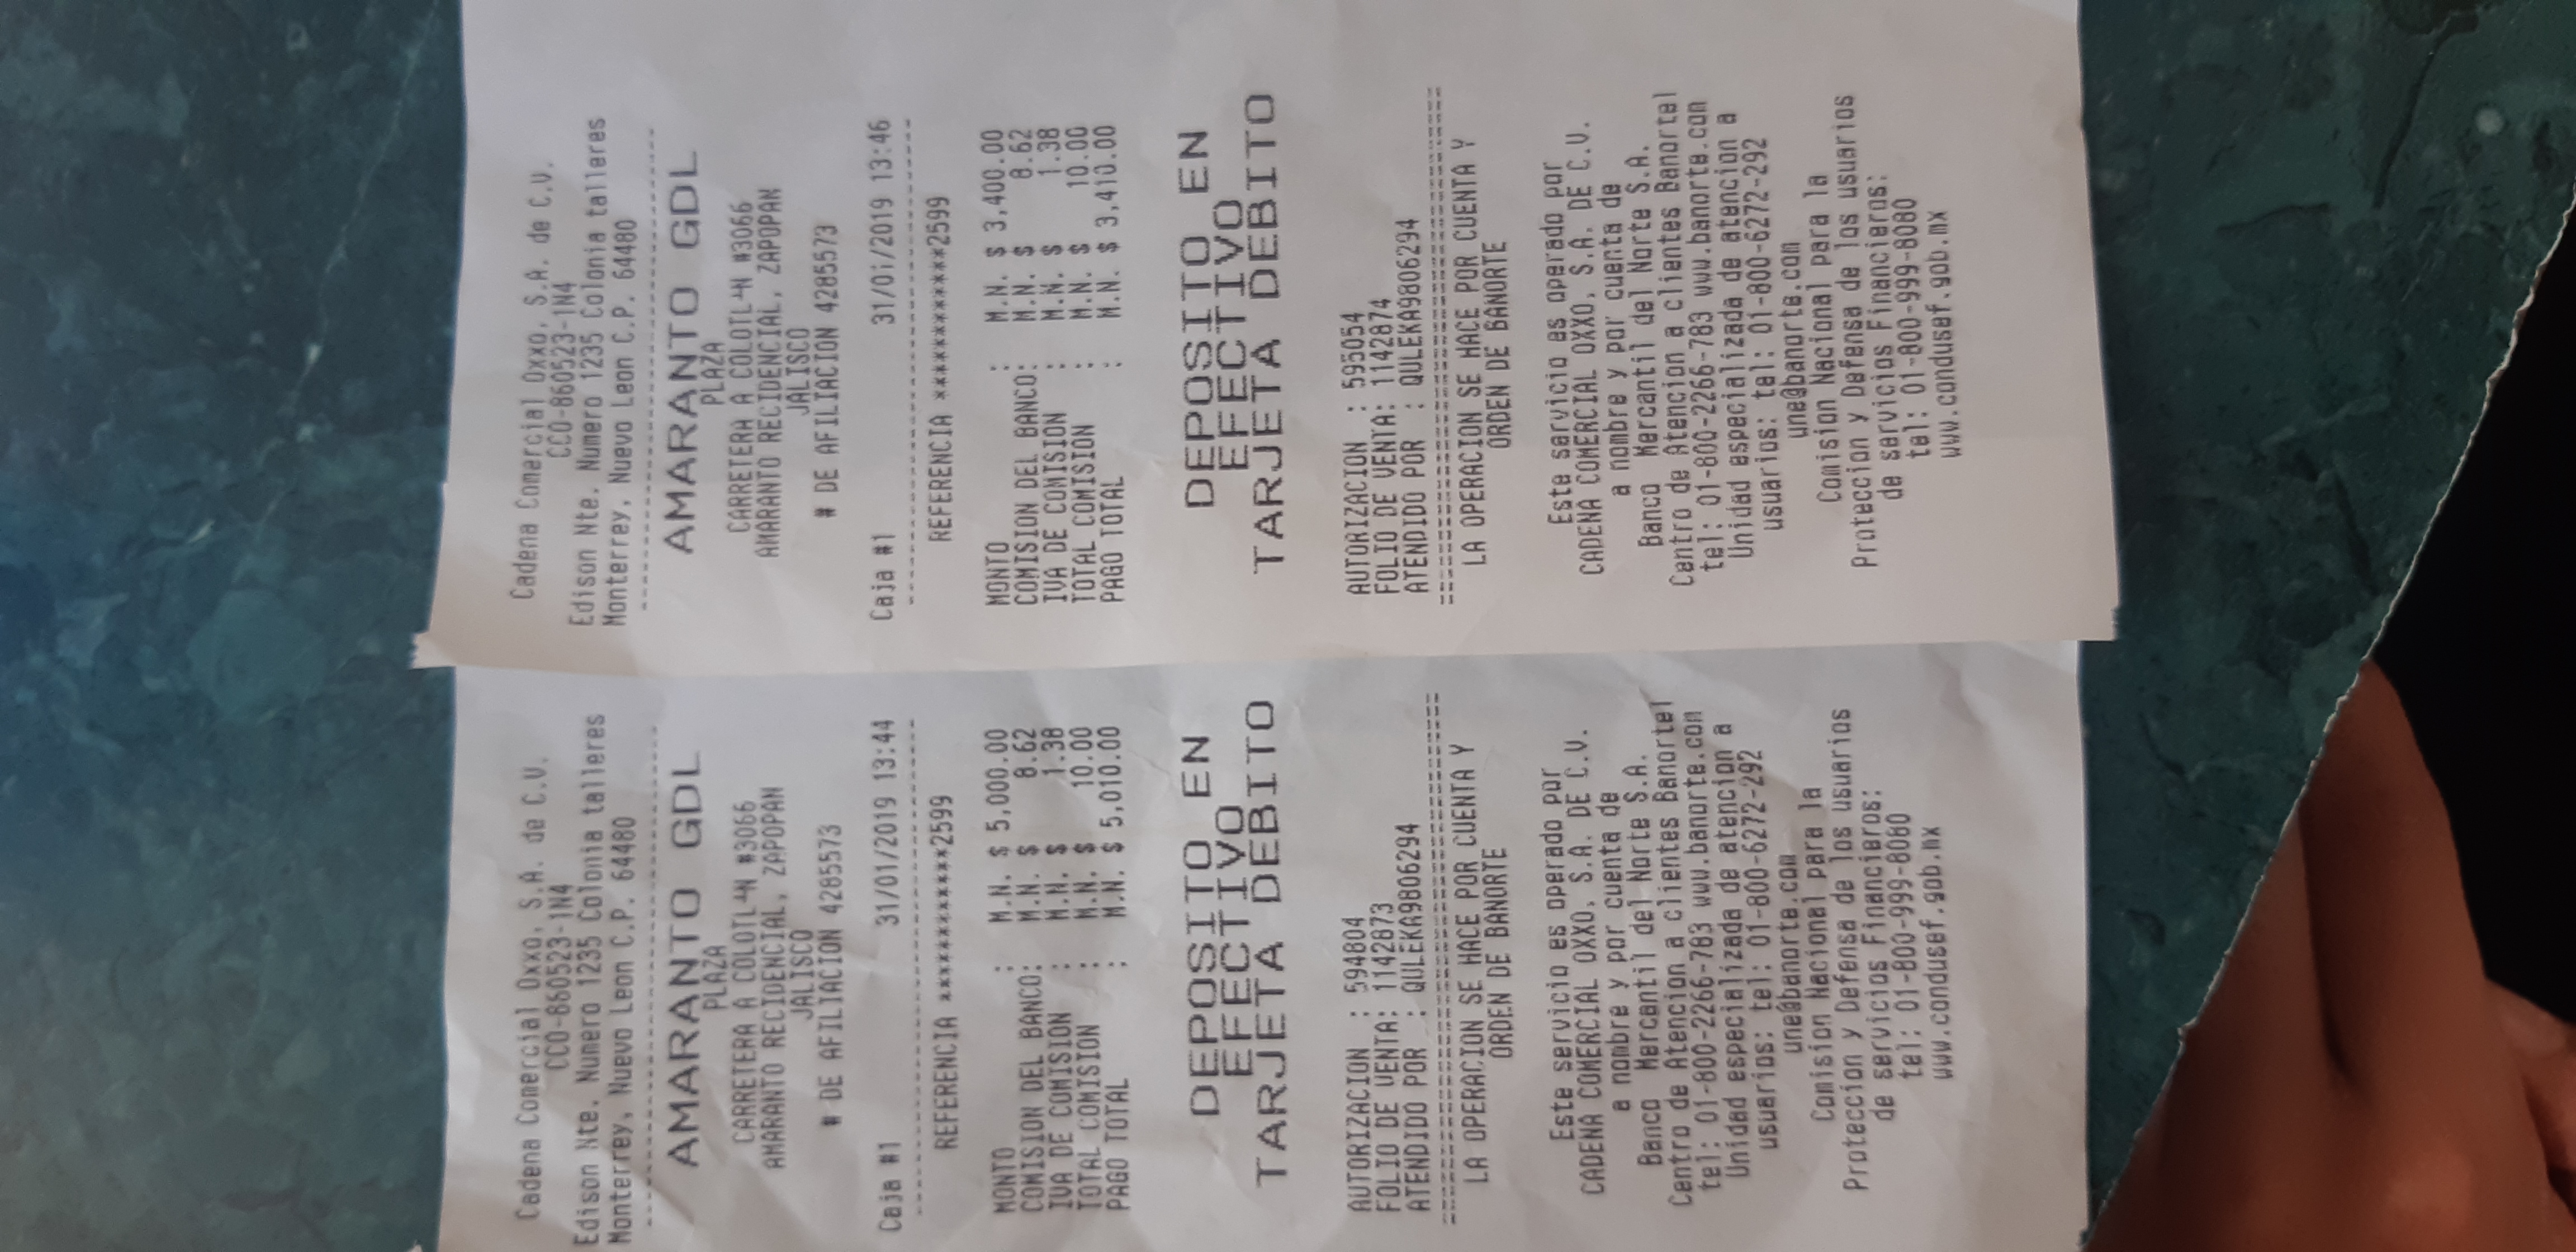 Cadena Comercial Oxxo, S.A. de C.V.
CCO-860523-1N4
Edison Nte. Numero 1235 Colonia talleres
Monterrey, Nuevo Leon C.P. 64480
AMARANTO GDL
PLAZA
CARRETERA A COLOTL┴N #3066
AMARANTO RECIDENCIAL, ZAPOPAN
JALISCO
# DE AFILIACION 4285573
Caja #1 31/01/2019 13:44
REFERENCIA ************2599
MONTO : M.N. $ 5,000.00
COMISION DEL BANCO: M.N. $ 8.62
IVA DE COMISION : M.N. $ 1.38
TOTAL COMISION : M.N. $ 10.00
PAGO TOTAL : M.N. $ 5,010.00
DEPOSITO EN
EFECTIVO
TARJETA DEBITO
AUTORIZACION : 594804
FOLIO DE VENTA: 1142873
ATENDIDO POR : QULEKA9806294
LA OPERACION SE HACE POR CUENTA Y
ORDEN DE BANORTE
Este servicio es operado por
CADENA COMERCIAL OXXO, S.A. DE C.V.
a nombre y por cuenta de
Banco Mercantil del Norte S.A.
Centro de Atencion a clientes Banortel
tel: 01-800-2266-783 www.banorte.com
Unidad especializada de atencion a
usuarios: tel: 01-800-6272-292
une@banorte.com
Comision Nacional para la
Proteccion y Defensa de los usuarios
de servicios Financieros:
tel: 01-800-999-8080
www.condusef.gob.mx
Cadena Comercial Oxxo, S.A. de C.V.
CCO-860523-1N4
Edison Nte. Numero 1235 Colonia talleres
Monterrey, Nuevo Leon C.P. 64480
AMARANTO GDL
PLAZA
CARRETERA A COLOTL┴N #3066
AMARANTO RECIDENCIAL, ZAPOPAN
JALISCO
# DE AFILIACION 4285573
Caja #1 31/01/2019 13:46
REFERENCIA ************2599
MONTO : M.N. $ 3,400.00
COMISION DEL BANCO: M.N. $ 8.62
IVA DE COMISION : M.N. $ 1.38
TOTAL COMISION : M.N. $ 10.00
PAGO TOTAL : M.N. $ 3,410.00
DEPOSITO EN
EFECTIVO
TARJETA DEBITO
AUTORIZACION : 595054
FOLIO DE VENTA: 1142874
ATENDIDO POR : QULEKA9806294
LA OPERACION SE HACE POR CUENTA Y
ORDEN DE BANORTE
Este servicio es operado por
CADENA COMERCIAL OXXO, S.A. DE C.V.
a nombre y por cuenta de
Banco Mercantil del Norte S.A.
Centro de Atencion a clientes Banortel
tel: 01-800-2266-783 www.banorte.com
Unidad especializada de atencion a
usuarios: tel: 01-800-6272-292
une@banorte.com
Comision Nacional para la
Proteccion y Defensa de los usuarios
de servicios Financieros:
tel: 01-800-999-8080
www.condusef.gob.mx